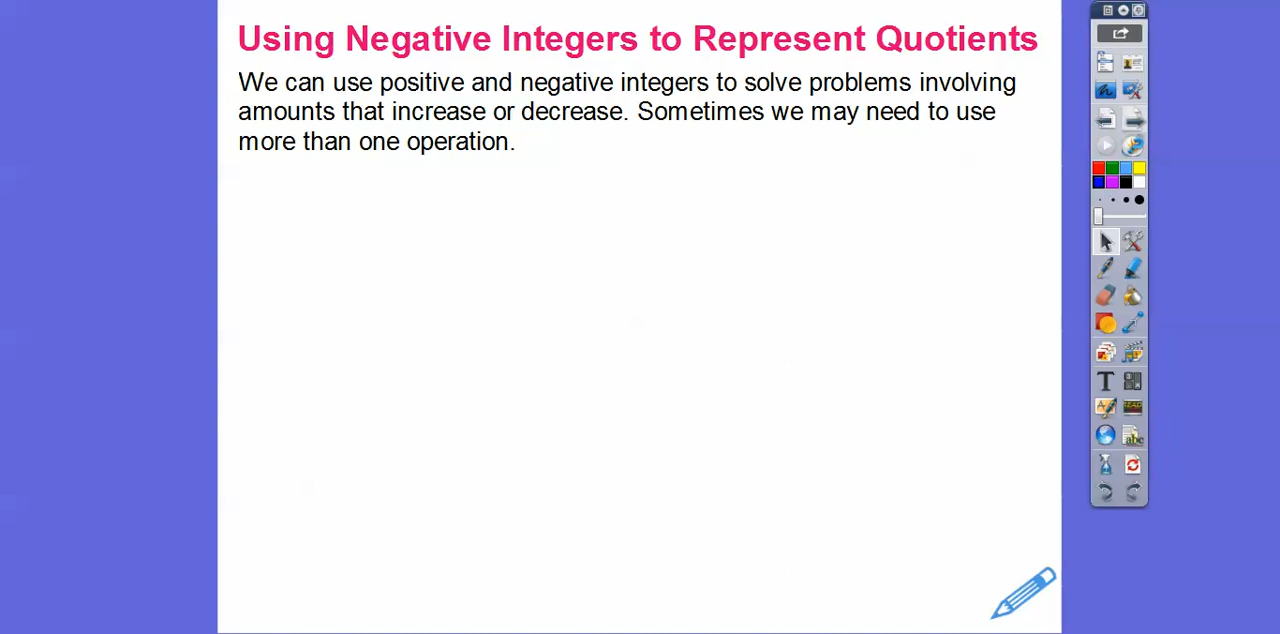 Using Negative Integers to Represent Quotients
We can use positive and negative integers to solve problems involving
amounts that increase or decrease. Sometimes we may need to use
more than one operation.